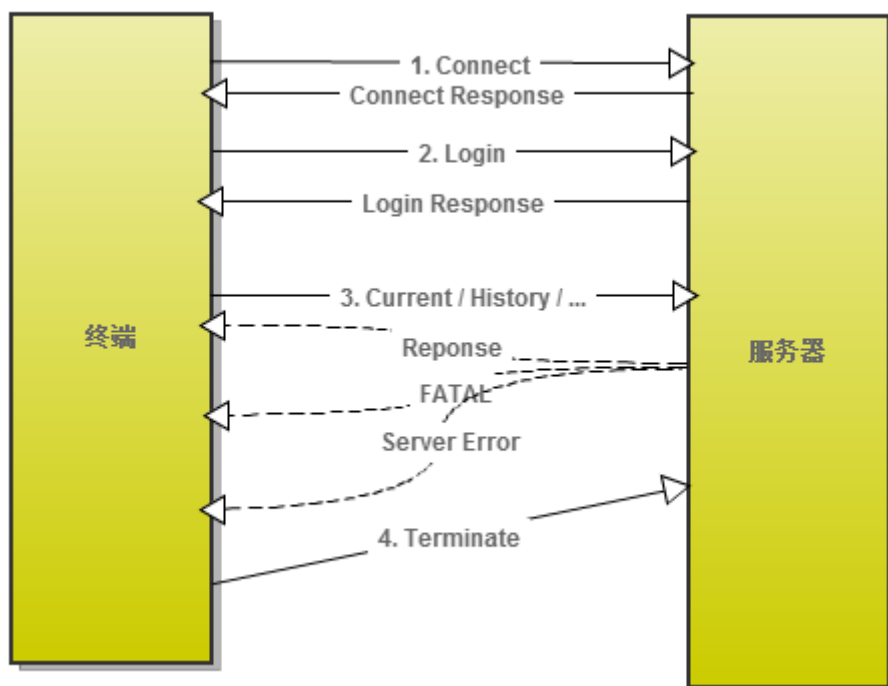 1. Connect
Connect Response
2. Login
Login Response
3. Current / History / ...
终端
Reponse
服务器
FATAL
Server Error
4. Terminate